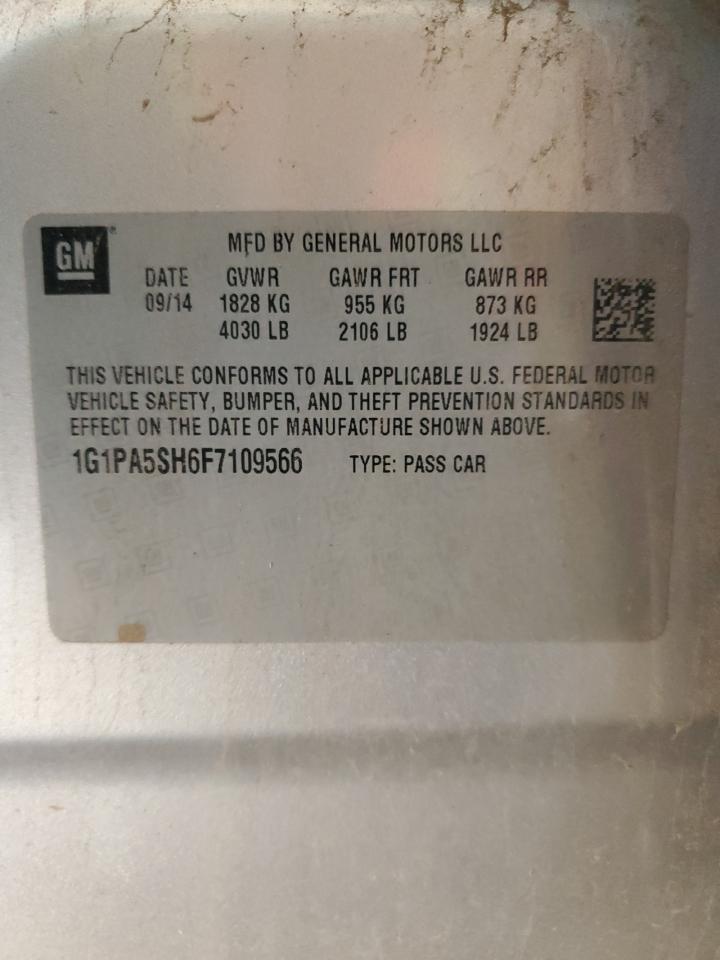 GM
MFD BY GENERAL MOTORS LLC
DATE GVWR GAWR FRT GAWR RR
09/14 1828 KG 955 KG 873 KG
4030 LB 2106 LB 1924 LB
THIS VEHICLE CONFORMS TO ALL APPLICABLE U.S. FEDERAL MOTOR
VEHICLE SAFETY, BUMPER, AND THEFT PREVENTION STANDARDS IN
EFFECT ON THE DATE OF MANUFACTURE SHOWN ABOVE.
1G1PA5SH6F7109566 TYPE: PASS CAR